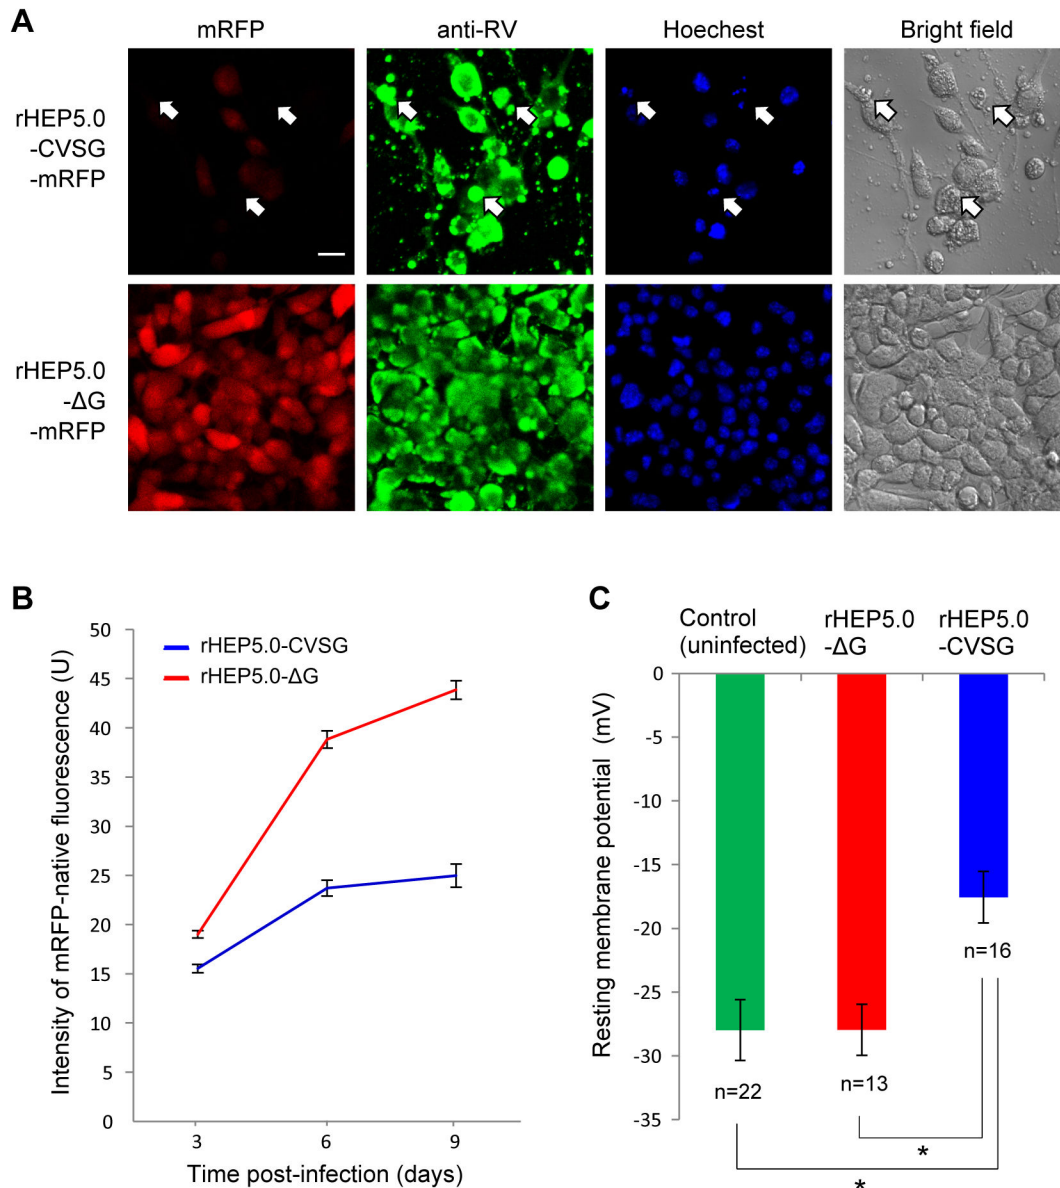 A
mRFP
anti-RV
Hoechest
Bright field
rHEP5.0
-CVSG
-mRFP
rHEP5.0
-ΔG
-mRFP
B
Intensity of mRFP-native fluorescence (U)
50
45
40
35
30
25
20
15
10
5
0
rHEP5.0-CVSG
rHEP5.0-ΔG
3
6
9
Time post-infection (days)
C
Control
(uninfected)
rHEP5.0
-ΔG
rHEP5.0
-CVSG
Resting membrane potential (mV)
0
-5
-10
-15
-20
-25
-30
-35
n=22
n=13
n=16
*
*